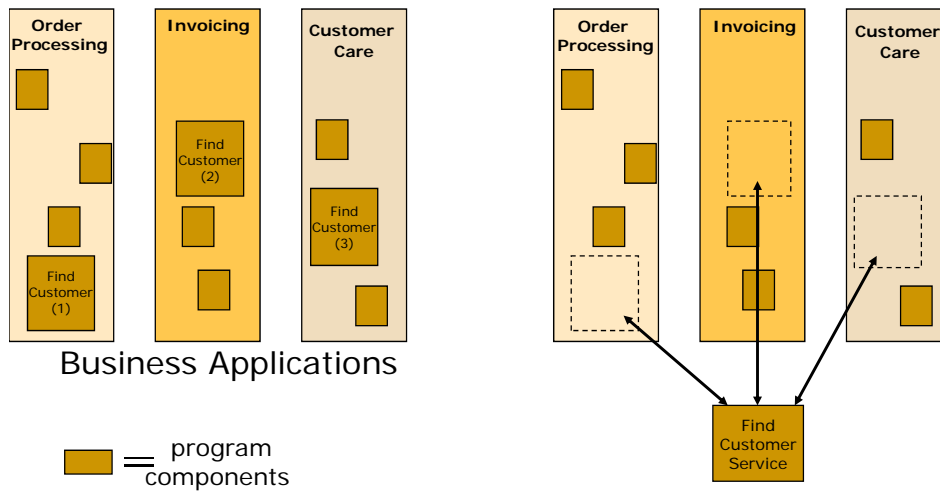 Order
Processing
Invoicing
Customer
Care
Find
Customer
(2)
Find
Customer
(3)
Find
Customer
(1)
Business Applications
program
components
Order
Processing
Invoicing
Customer
Care
Find
Customer
Service